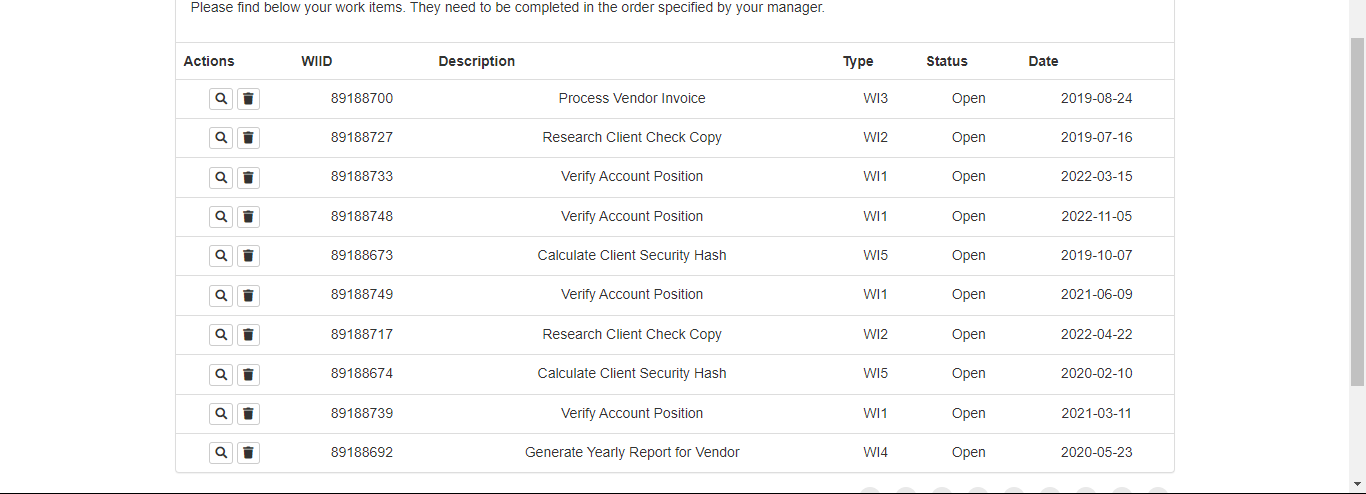 Please find below your work items. They need to be completed in the order specified by your manager.
Actions WIID Description Type Status Date
89188700 Process Vendor Invoice WI3 Open 2019-08-24
89188727 Research Client Check Copy WI2 Open 2019-07-16
89188733 Verify Account Position WI1 Open 2022-03-15
89188748 Verify Account Position WI1 Open 2022-11-05
89188673 Calculate Client Security Hash WI5 Open 2019-10-07
89188749 Verify Account Position WI1 Open 2021-06-09
89188717 Research Client Check Copy WI2 Open 2022-04-22
89188674 Calculate Client Security Hash WI5 Open 2020-02-10
89188739 Verify Account Position WI1 Open 2021-03-11
89188692 Generate Yearly Report for Vendor WI4 Open 2020-05-23